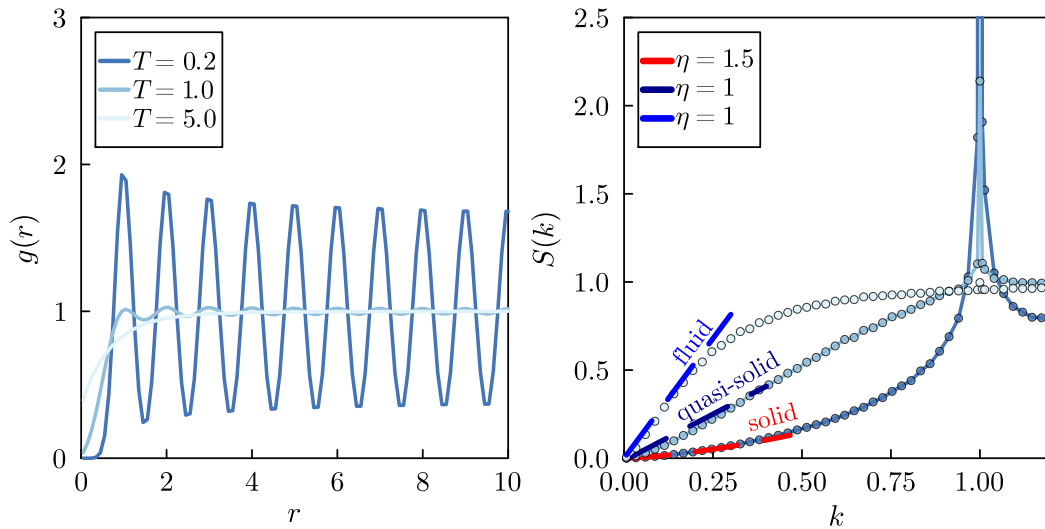 3
2
1
0
g(r)
T = 0.2
T = 1.0
T = 5.0
0 2 4 6 8 10
r
2.5
2.0
1.5
1.0
0.5
0.0
S(k)
η = 1.5
η = 1
η = 1
fluid
quasi-solid
solid
0.00 0.25 0.50 0.75 1.00
k